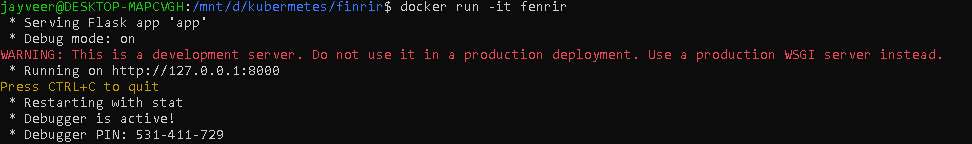 jayveer@DESKTOP-MAPCVGH:/mnt/d/kubermetes/finrir$ docker run -it fenrir
 * Serving Flask app 'app'
 * Debug mode: on
WARNING: This is a development server. Do not use it in a production deployment. Use a production WSGI server instead.
 * Running on http://127.0.0.1:8000
Press CTRL+C to quit
 * Restarting with stat
 * Debugger is active!
 * Debugger PIN: 531-411-729